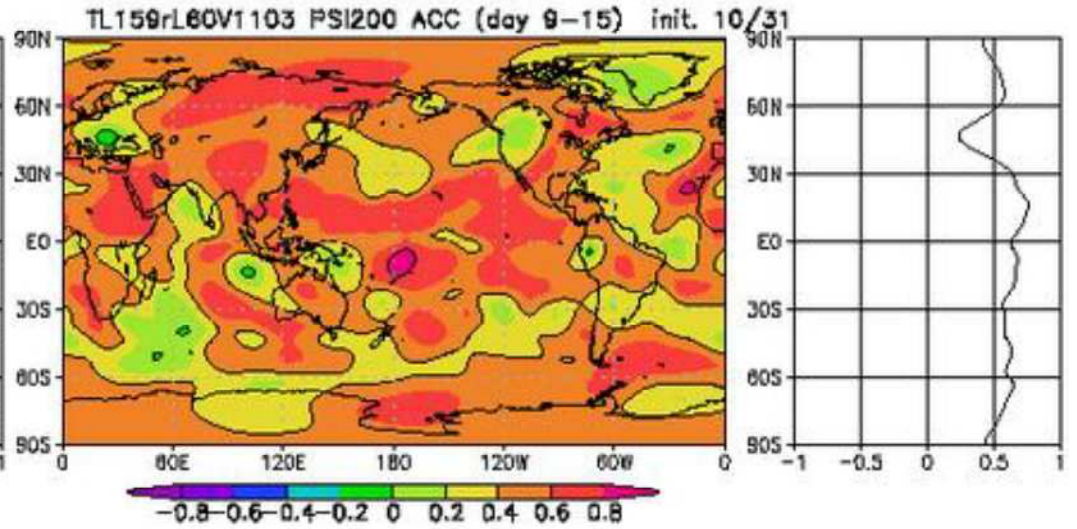 TL159rL60V1103 PSI200 ACC (day 9-15) init. 10/31
90N
60N
30N
EQ
30S
60S
90S
0 60E 120E 180 120W 60W 0
-0.8 -0.6 -0.4 -0.2 0 0.2 0.4 0.6 0.8
90N
60N
30N
EQ
30S
60S
90S
-1 -0.5 0 0.5 1
1